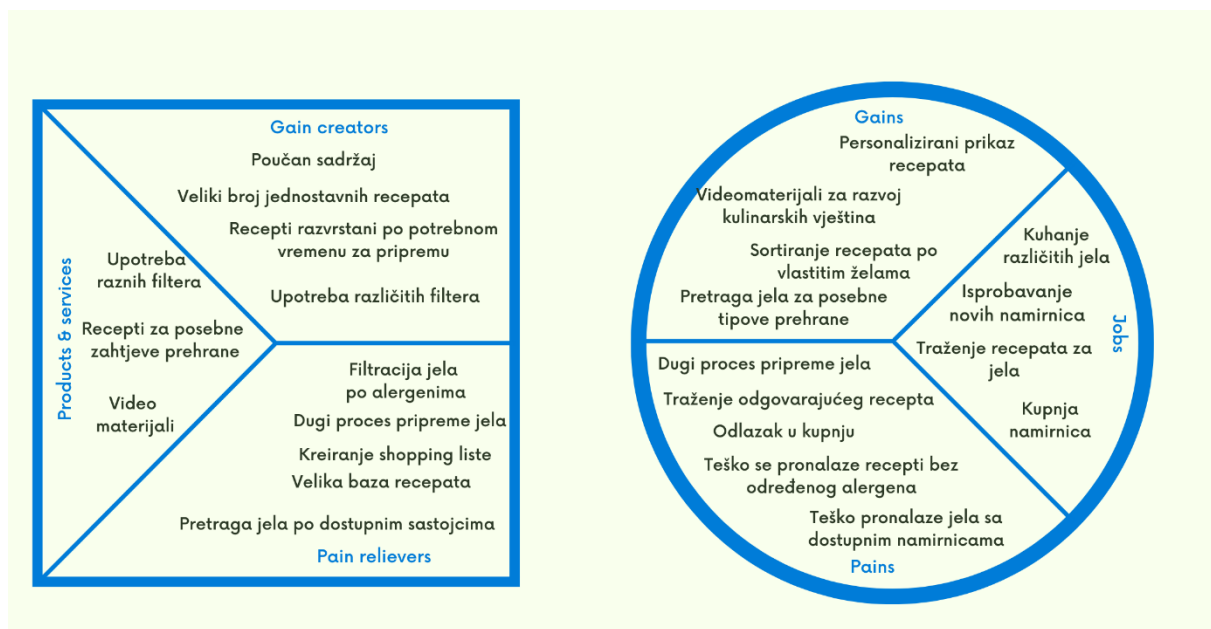 Gain creators
Poučan sadržaj
Veliki broj jednostavnih recepata
Recepti razvrstani po potrebnom
vremenu za pripremu
Upotreba različitih filtera
Products & services
Upotreba
raznih filtera
Recepti za posebne
zahtjeve prehrane
Video
materijali
Filtracija jela
po alergenima
Dugi proces pripreme jela
Kreiranje shopping liste
Velika baza recepata
Pretraga jela po dostupnim sastojcima
Pain relievers
Gains
Personalizirani prikaz
recepata
Videomaterijali za razvoj
kulinarskih vještina
Sortiranje recepata po
vlastitim želama
Pretraga jela za posebne
tipove prehrane
Jobs
Kuhanje
različitih jela
Isprobavanje
novih namirnica
Traženje recepata za
jela
Kupnja
namirnica
Dugi proces pripreme jela
Traženje odgovarajućeg recepta
Odlazak u kupnju
Teško se pronalaze recepti bez
određenog alergena
Teško pronalaze jela sa
dostupnim namirnicama
Pains